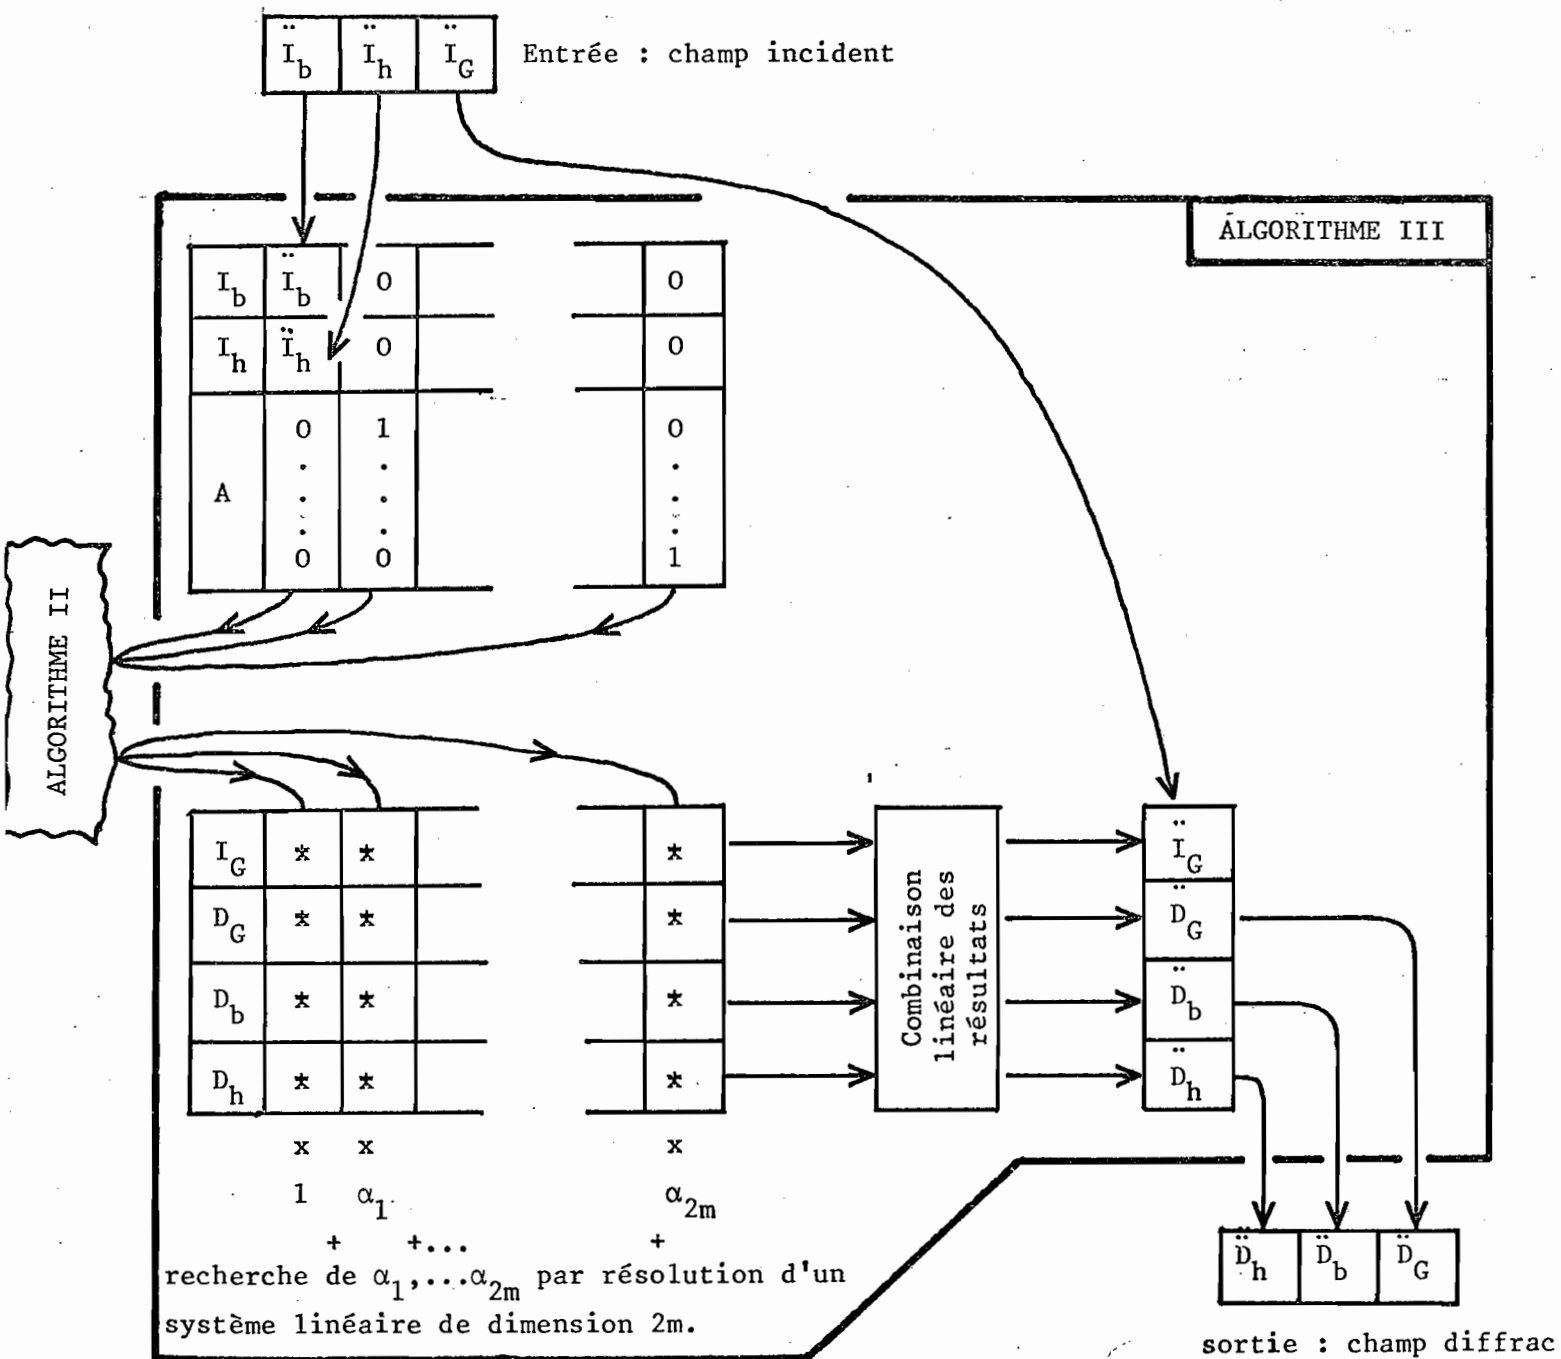 Ï_b Ï_h Ï_G Entrée : champ incident
ALGORITHME III
I_b Ï_b 0 0
I_h Ï_h 0 0
A 0 1 0
. . .
. . .
. . .
0 0 1
ALGORITHME II
I_G * * *
D_G * * *
D_b * * *
D_h * * *
Combinaison
linéaire des
résultats
Ï_G
D̈_G
D̈_b
D̈_h
x x x
1 α_1 α_2m
+ +... +
recherche de α_1,...α_2m par résolution d'un
système linéaire de dimension 2m.
D̈_h D̈_b D̈_G
sortie : champ diffrac